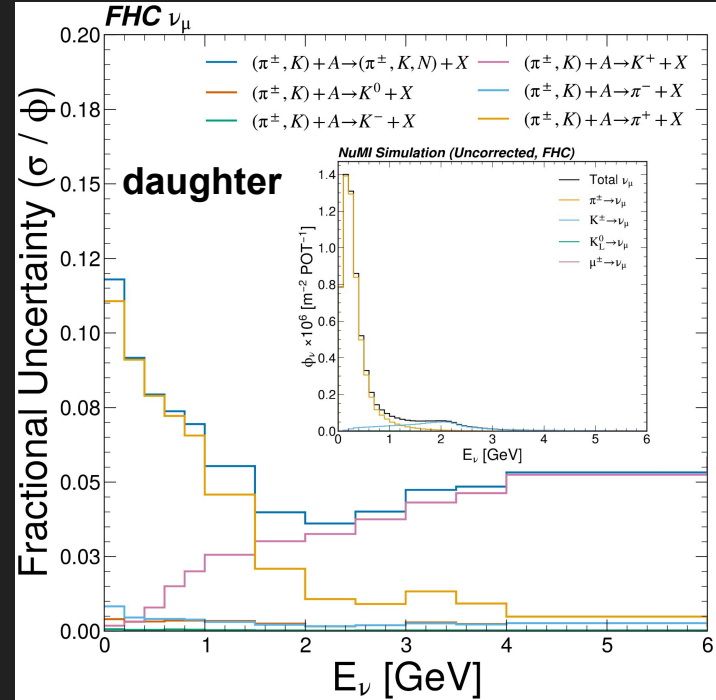 FHC νμ
Fractional Uncertainty (σ / ϕ)
0.20
0.18
0.15
0.12
0.10
0.08
0.05
0.03
0.00
(π±, K) + A→(π±, K, N) + X
(π±, K) + A→K⁰ + X
(π±, K) + A→K⁻ + X
(π±, K) + A→K⁺ + X
(π±, K) + A→π⁻ + X
(π±, K) + A→π⁺ + X
daughter
NuMI Simulation (Uncorrected, FHC)
ϕν ×10⁶ [m⁻² POT⁻¹]
1.4
1.2
1.0
0.8
0.6
0.4
0.2
0.0
Total νμ
π±→νμ
K±→νμ
K⁰L→νμ
μ±→νμ
0 1 2 3 4 5 6
Eν [GeV]
0 1 2 3 4 5 6
Eν [GeV]